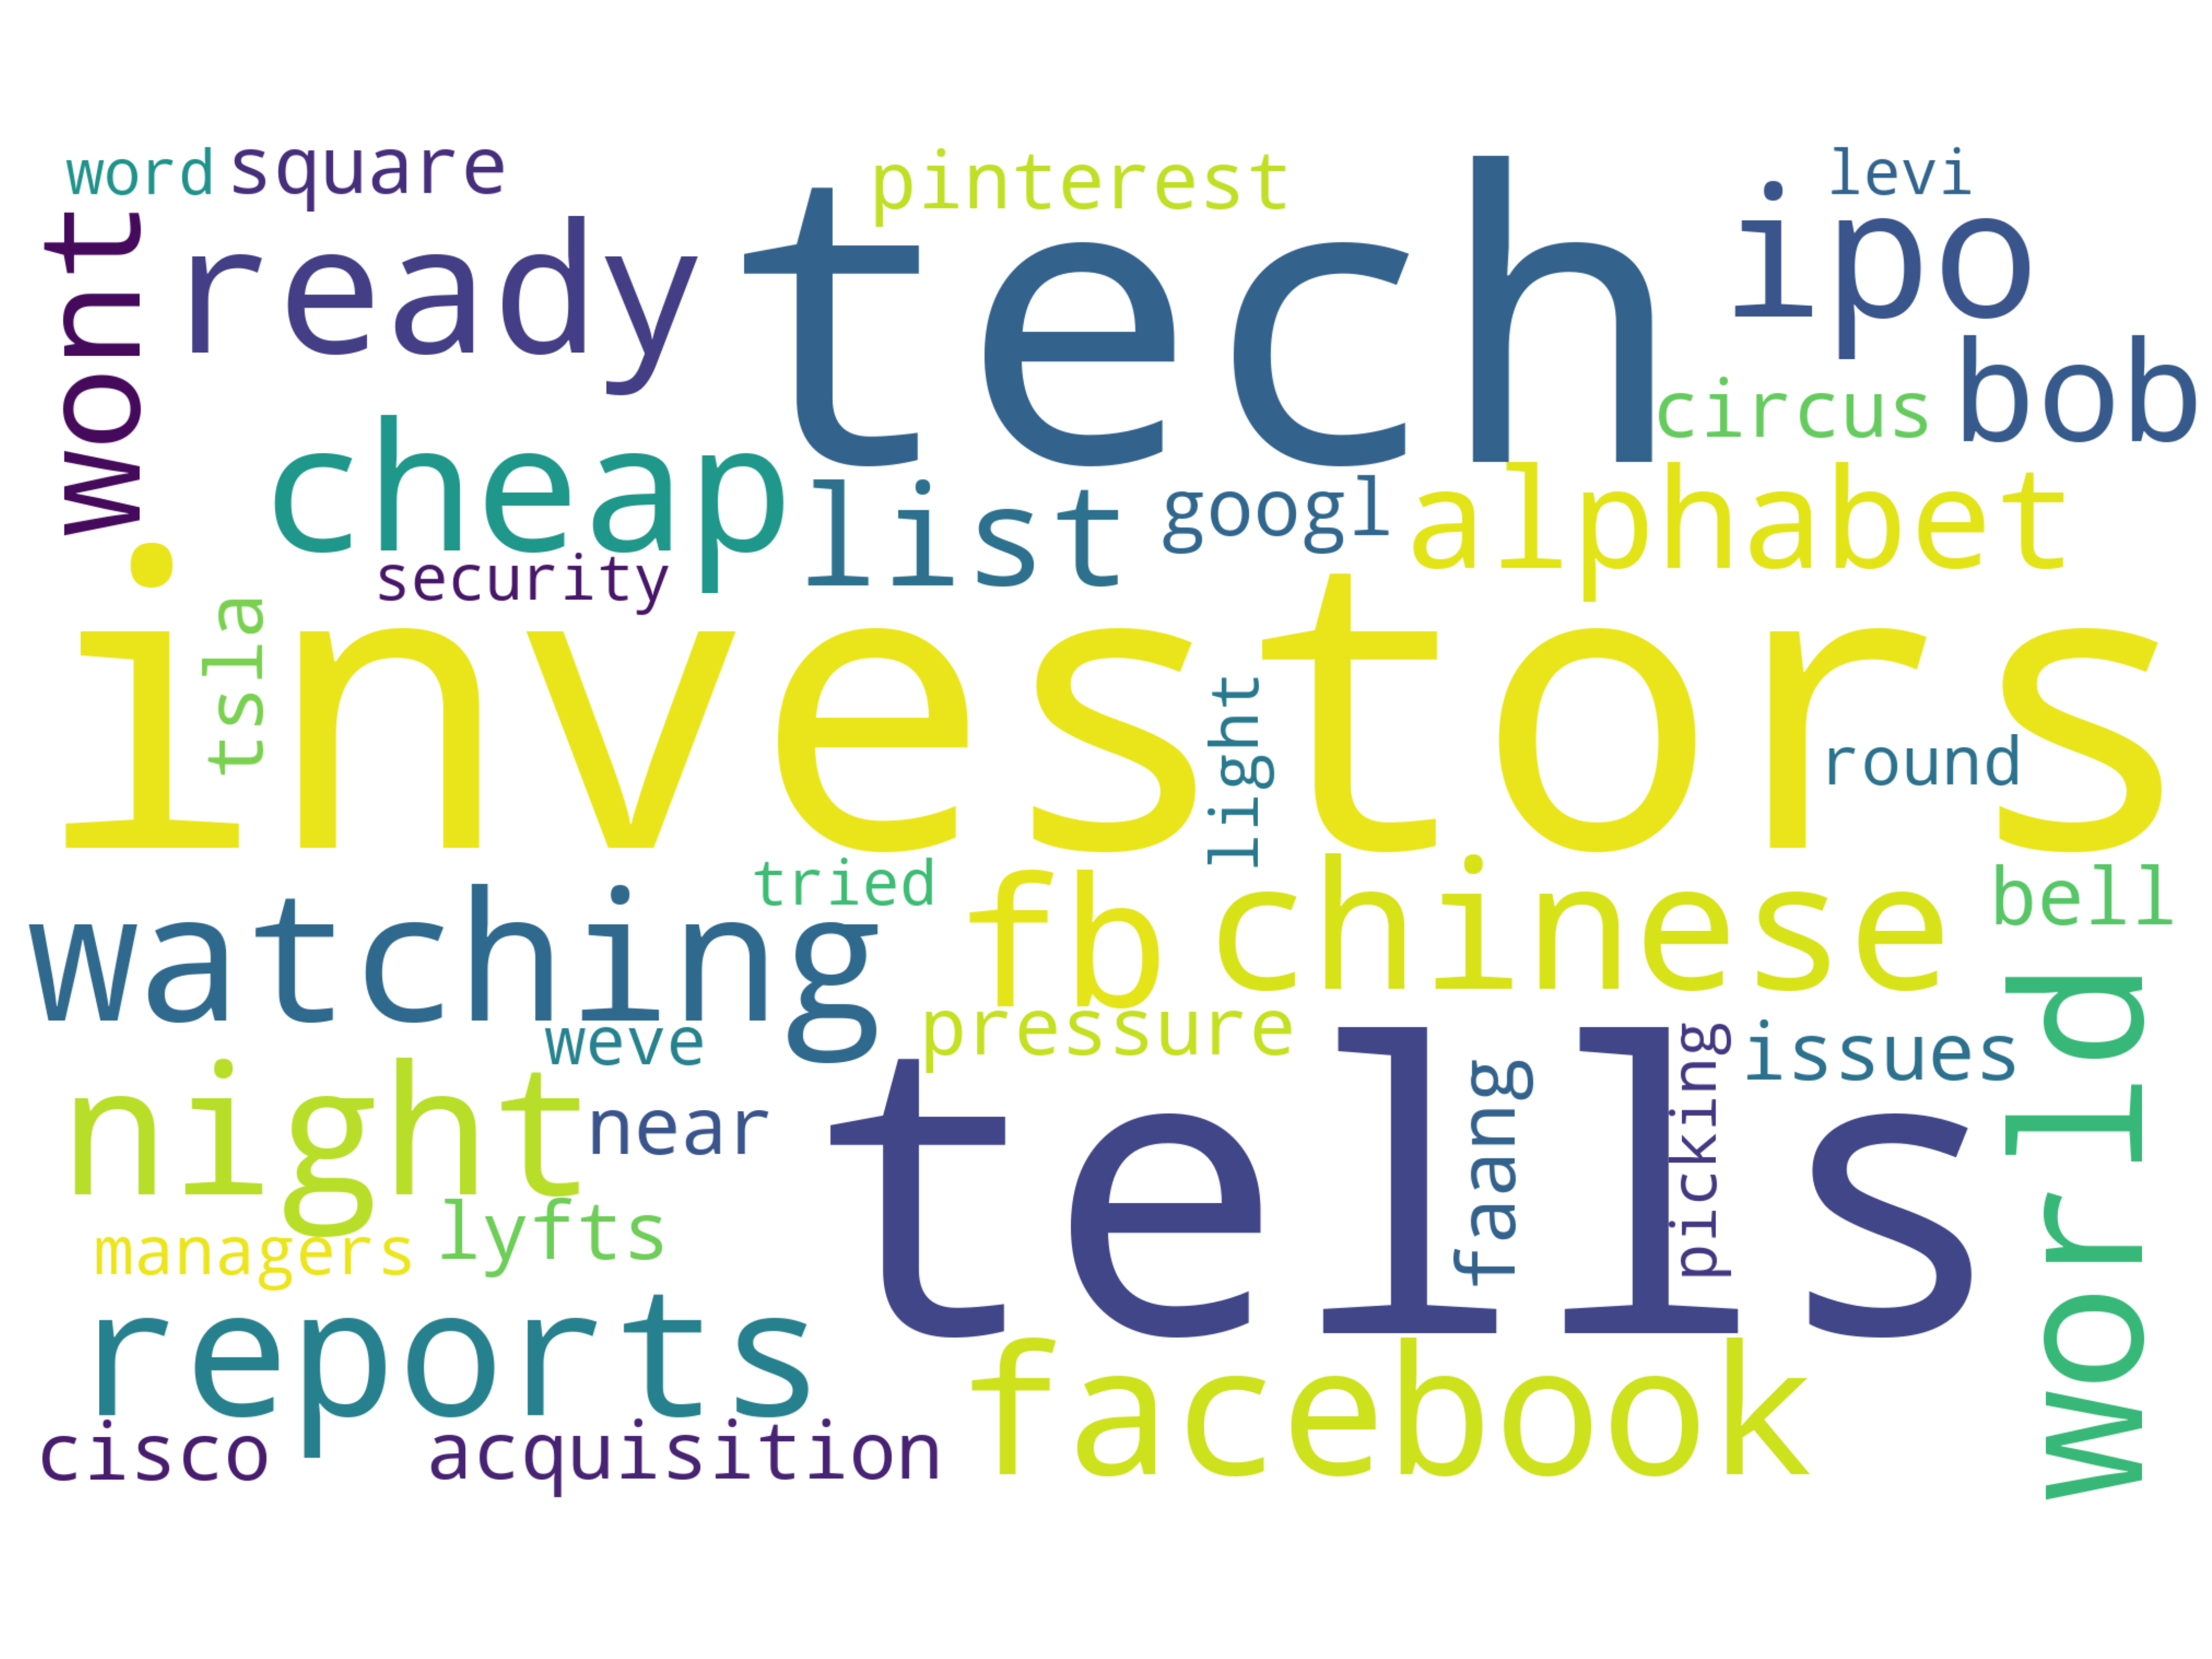 word square pinterest levi
wont ready tech ipo
circus bob
cheap list googl alphabet
security
tsla investors
light round
tried
watching fb chinese bell
weve pressure issues
night near tells faang picking world
managers lyfts
reports facebook
cisco acquisition